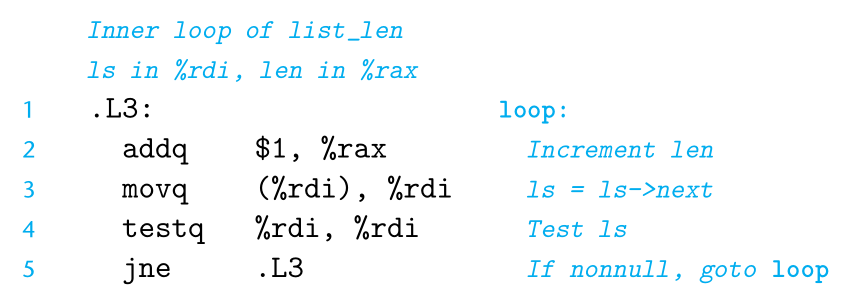 Inner loop of list_len
ls in %rdi, len in %rax
1 .L3: loop:
2 addq $1, %rax Increment len
3 movq (%rdi), %rdi ls = ls->next
4 testq %rdi, %rdi Test ls
5 jne .L3 If nonnull, goto loop